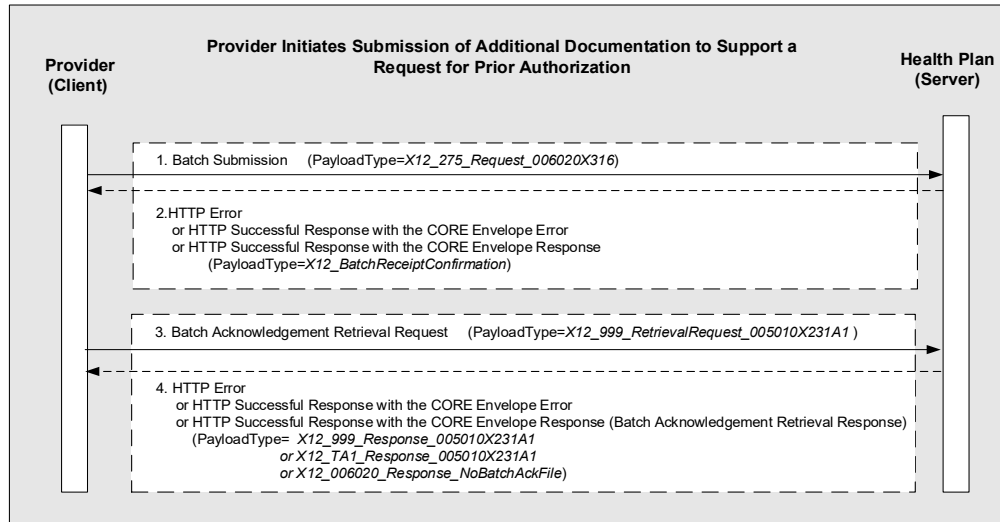 Provider Initiates Submission of Additional Documentation to Support a
Request for Prior Authorization
Provider
(Client)
Health Plan
(Server)
1. Batch Submission (PayloadType=X12_275_Request_006020X316)
2.HTTP Error
or HTTP Successful Response with the CORE Envelope Error
or HTTP Successful Response with the CORE Envelope Response
(PayloadType=X12_BatchReceiptConfirmation)
3. Batch Acknowledgement Retrieval Request (PayloadType=X12_999_RetrievalRequest_005010X231A1 )
4. HTTP Error
or HTTP Successful Response with the CORE Envelope Error
or HTTP Successful Response with the CORE Envelope Response (Batch Acknowledgement Retrieval Response)
(PayloadType= X12_999_Response_005010X231A1
or X12_TA1_Response_005010X231A1
or X12_006020_Response_NoBatchAckFile)